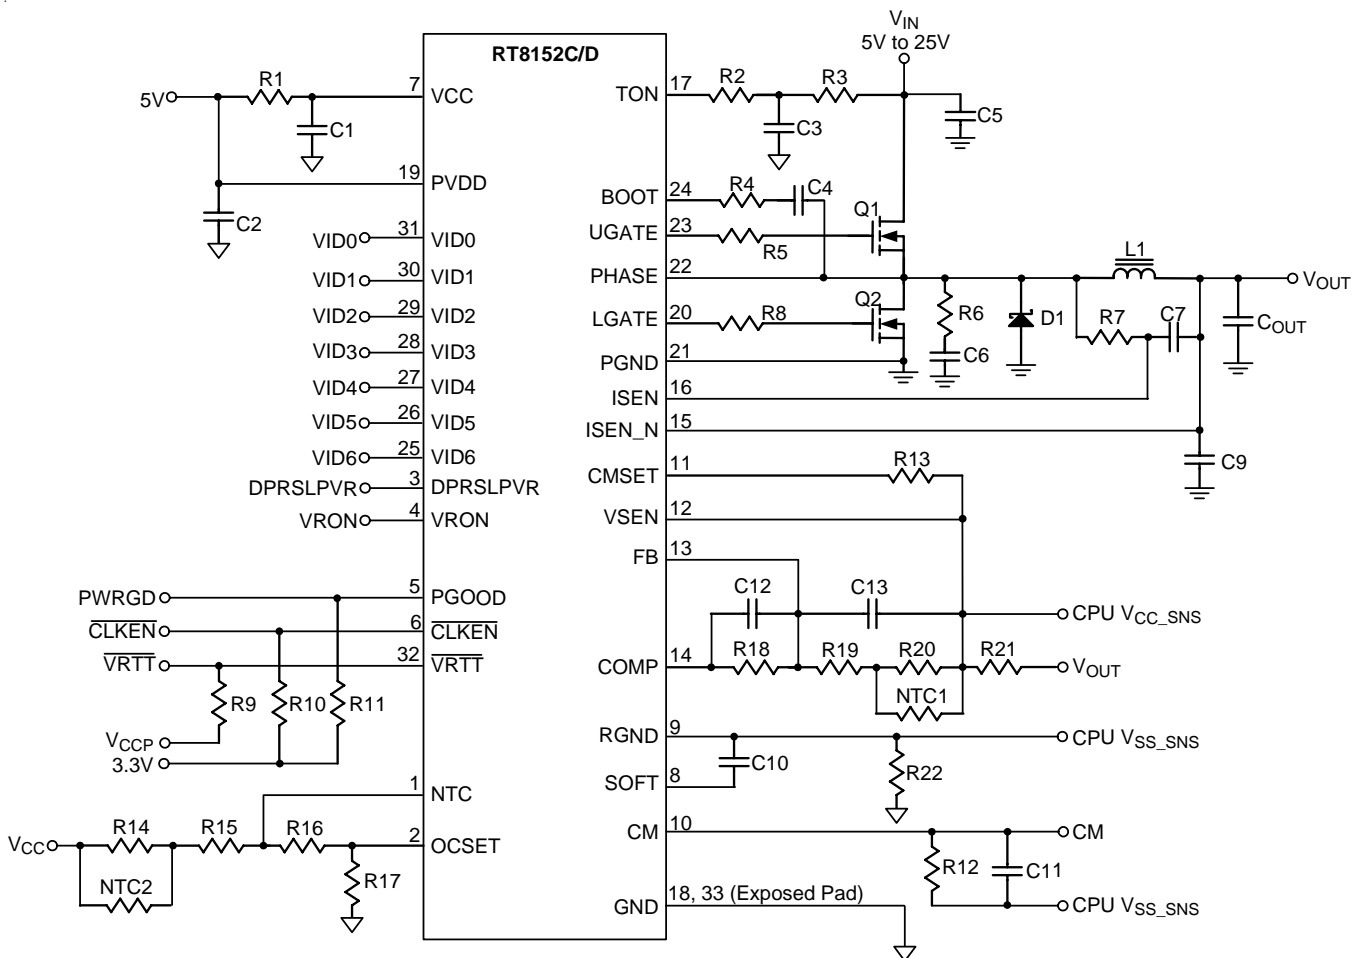 RT8152C/D
V_IN
5V to 25V
5V
R1
7
VCC
C1
19
PVDD
C2
VID0
31
VID0
VID1
30
VID1
VID2
29
VID2
VID3
28
VID3
VID4
27
VID4
VID5
26
VID5
VID6
25
VID6
DPRSLPVR
3
DPRSLPVR
VRON
4
VRON
PWRGD
5
PGOOD
CLKEN
6
CLKEN
VRTT
32
VRTT
R9
R10
R11
V_CCP
3.3V
1
NTC
V_CC
R14
R15
R16
2
OCSET
NTC2
R17
TON
17
R2
R3
C3
C5
BOOT
24
R4
C4
UGATE
23
R5
Q1
PHASE
22
L1
V_OUT
LGATE
20
R8
Q2
R6
D1
R7
C7
C_OUT
PGND
21
C6
ISEN
16
ISEN_N
15
C9
CMSET
11
R13
VSEN
12
FB
13
C12
C13
CPU V_CC_SNS
COMP
14
R18
R19
R20
R21
V_OUT
NTC1
RGND
9
CPU V_SS_SNS
C10
R22
SOFT
8
CM
10
CM
R12
C11
CPU V_SS_SNS
GND
18, 33 (Exposed Pad)